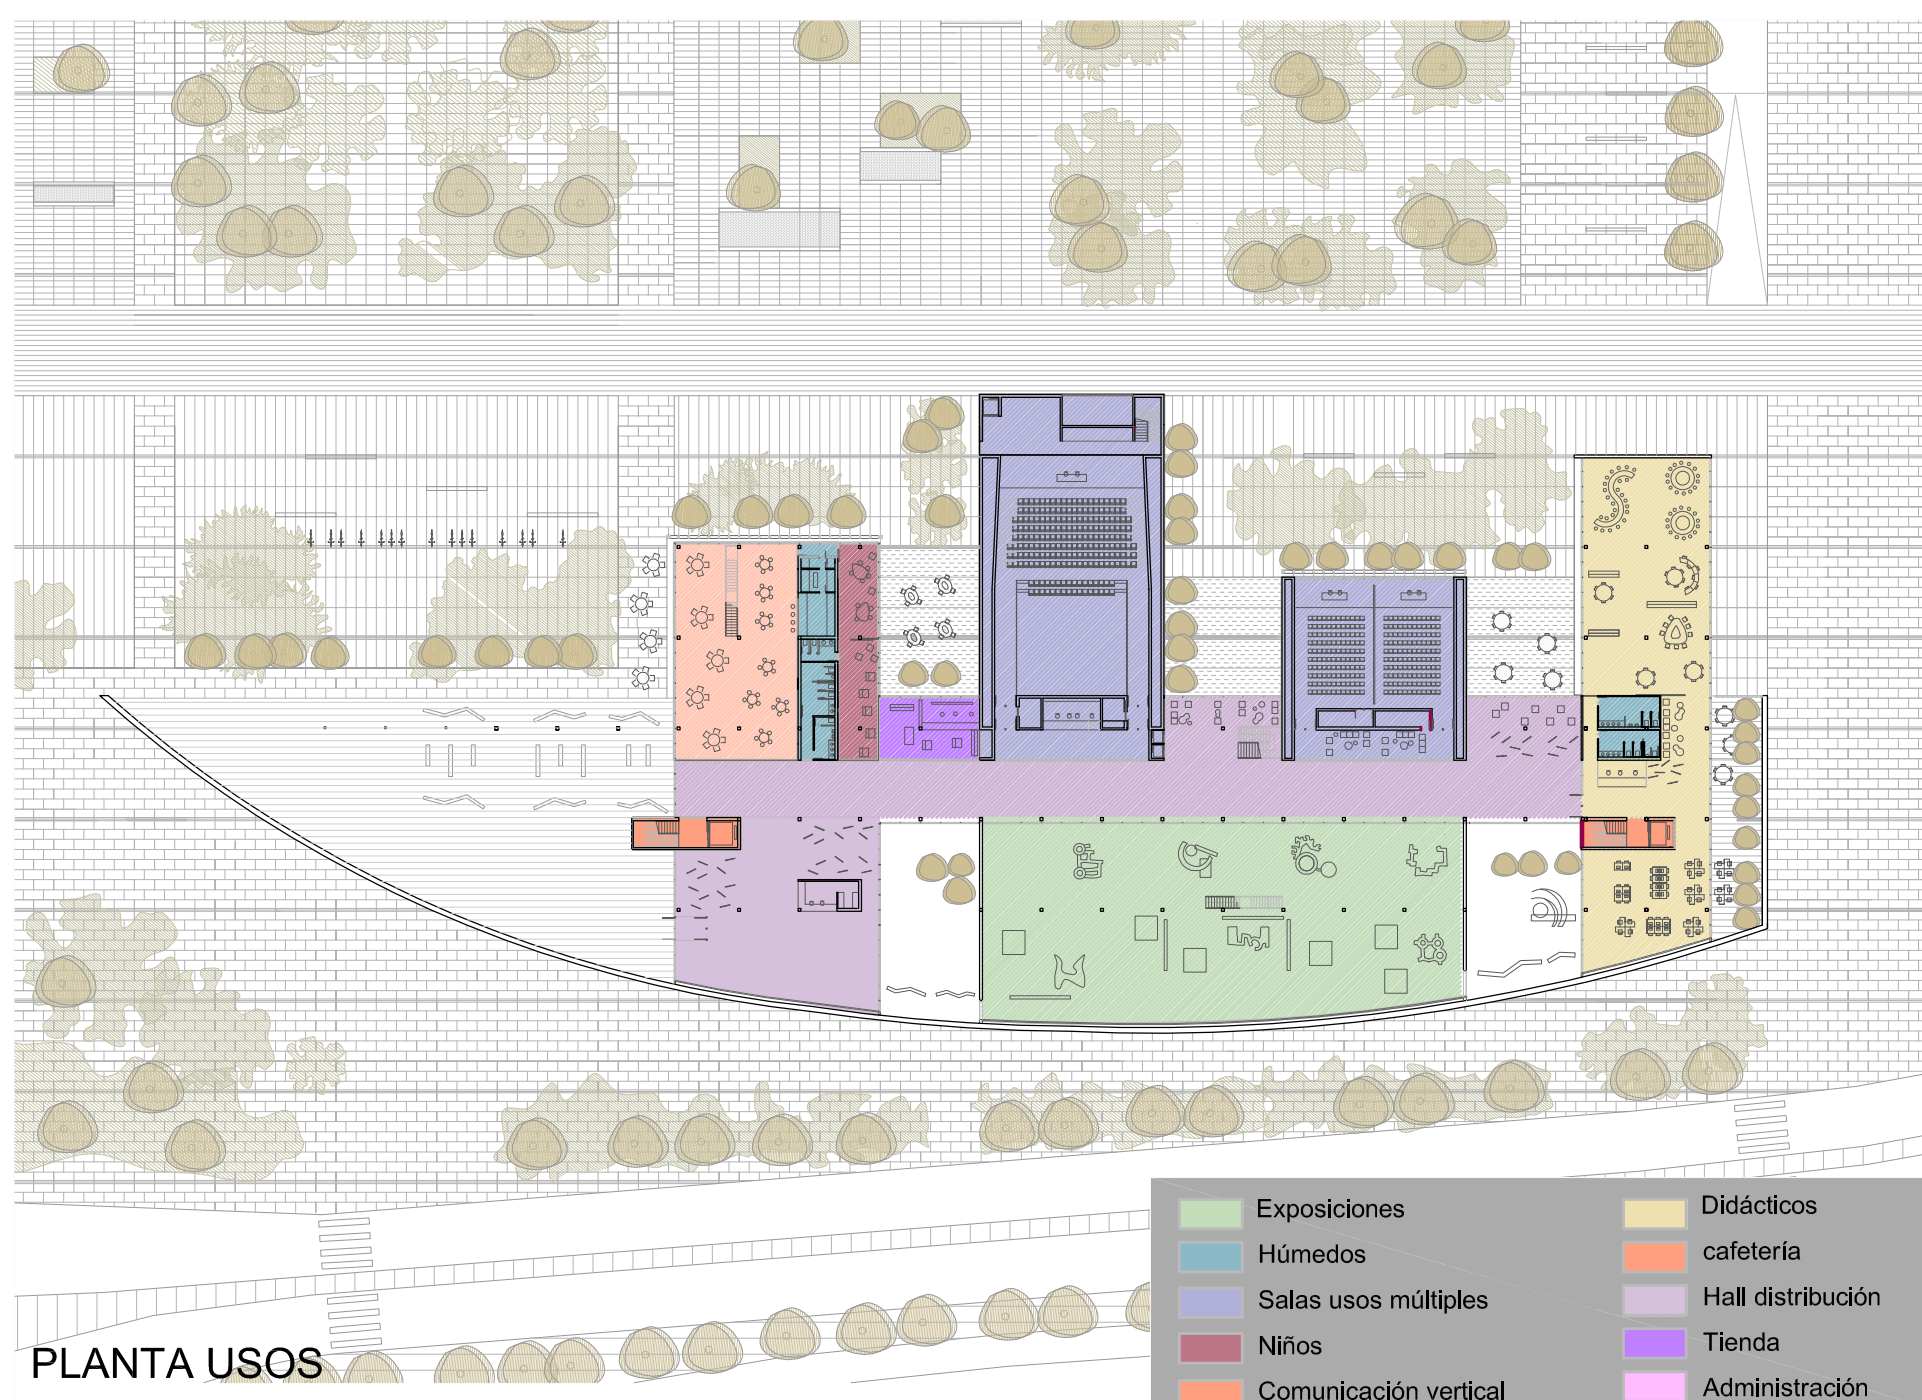 Exposiciones
Húmedos
Salas usos múltiples
Niños
Comunicación vertical
Didácticos
cafetería
Hall distribución
Tienda
Administración
PLANTA USOS